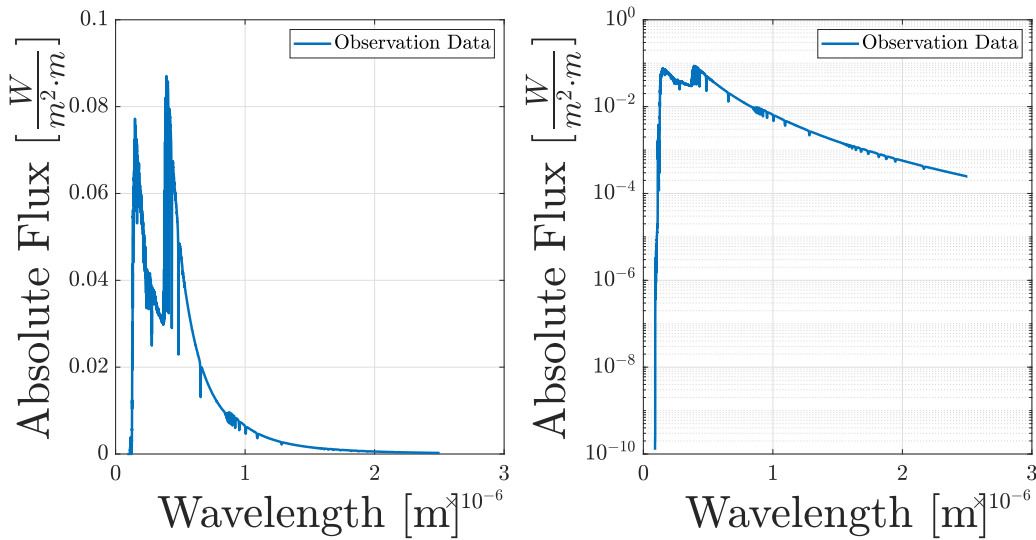 Absolute Flux [W/m²·m]
0.1
0.08
0.06
0.04
0.02
0
Observation Data
0 1 2 3
×10⁻⁶
Wavelength [m]
Absolute Flux [W/m²·m]
10⁰
10⁻²
10⁻⁴
10⁻⁶
10⁻⁸
10⁻¹⁰
Observation Data
0 1 2 3
×10⁻⁶
Wavelength [m]